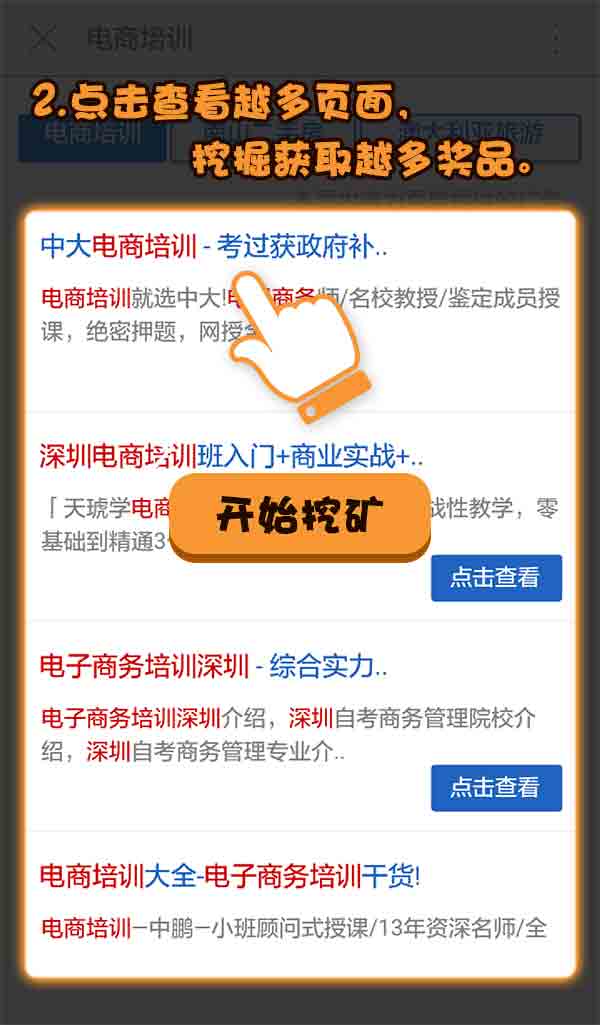 电商培训
2.点击查看越多页面，
电商培训
澳大利亚旅游
挖掘获取越多奖品。
中大电商培训 - 考过获政府补..
电商培训就选中大!电子商务师/名校教授/鉴定成员授
课，绝密押题，网授
深圳电商培训班入门+商业实战+..
「 天琥学电商 战性教学，零
基础到精通3
开始挖矿
点击查看
电子商务培训深圳 - 综合实力..
电子商务培训深圳介绍，深圳自考商务管理院校介
绍，深圳自考商务管理专业介..
点击查看
电商培训大全-电子商务培训干货!
电商培训—中鹏—小班顾问式授课/13年资深名师/全